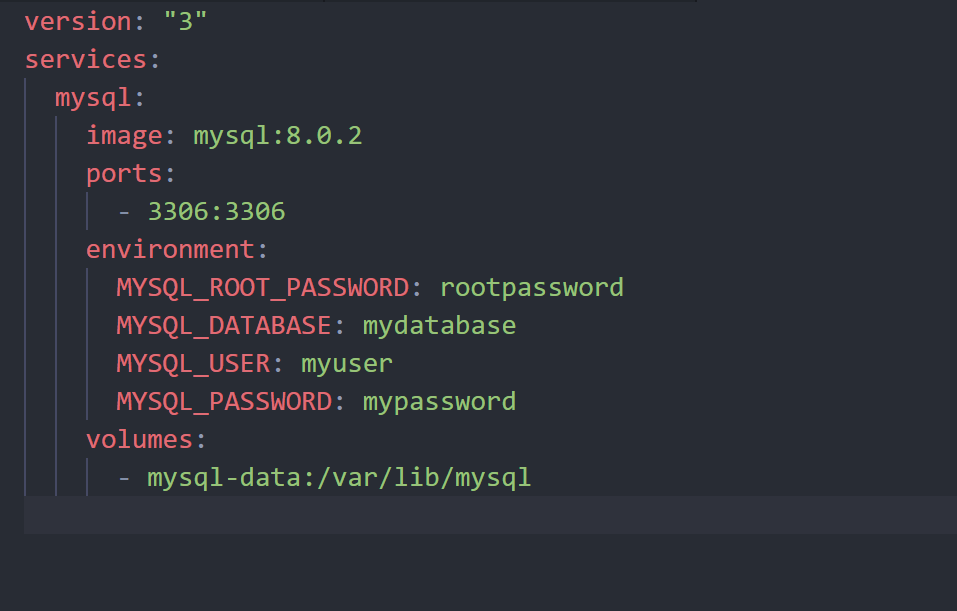 version: "3"
services:
  mysql:
    image: mysql:8.0.2
    ports:
      - 3306:3306
    environment:
      MYSQL_ROOT_PASSWORD: rootpassword
      MYSQL_DATABASE: mydatabase
      MYSQL_USER: myuser
      MYSQL_PASSWORD: mypassword
    volumes:
      - mysql-data:/var/lib/mysql